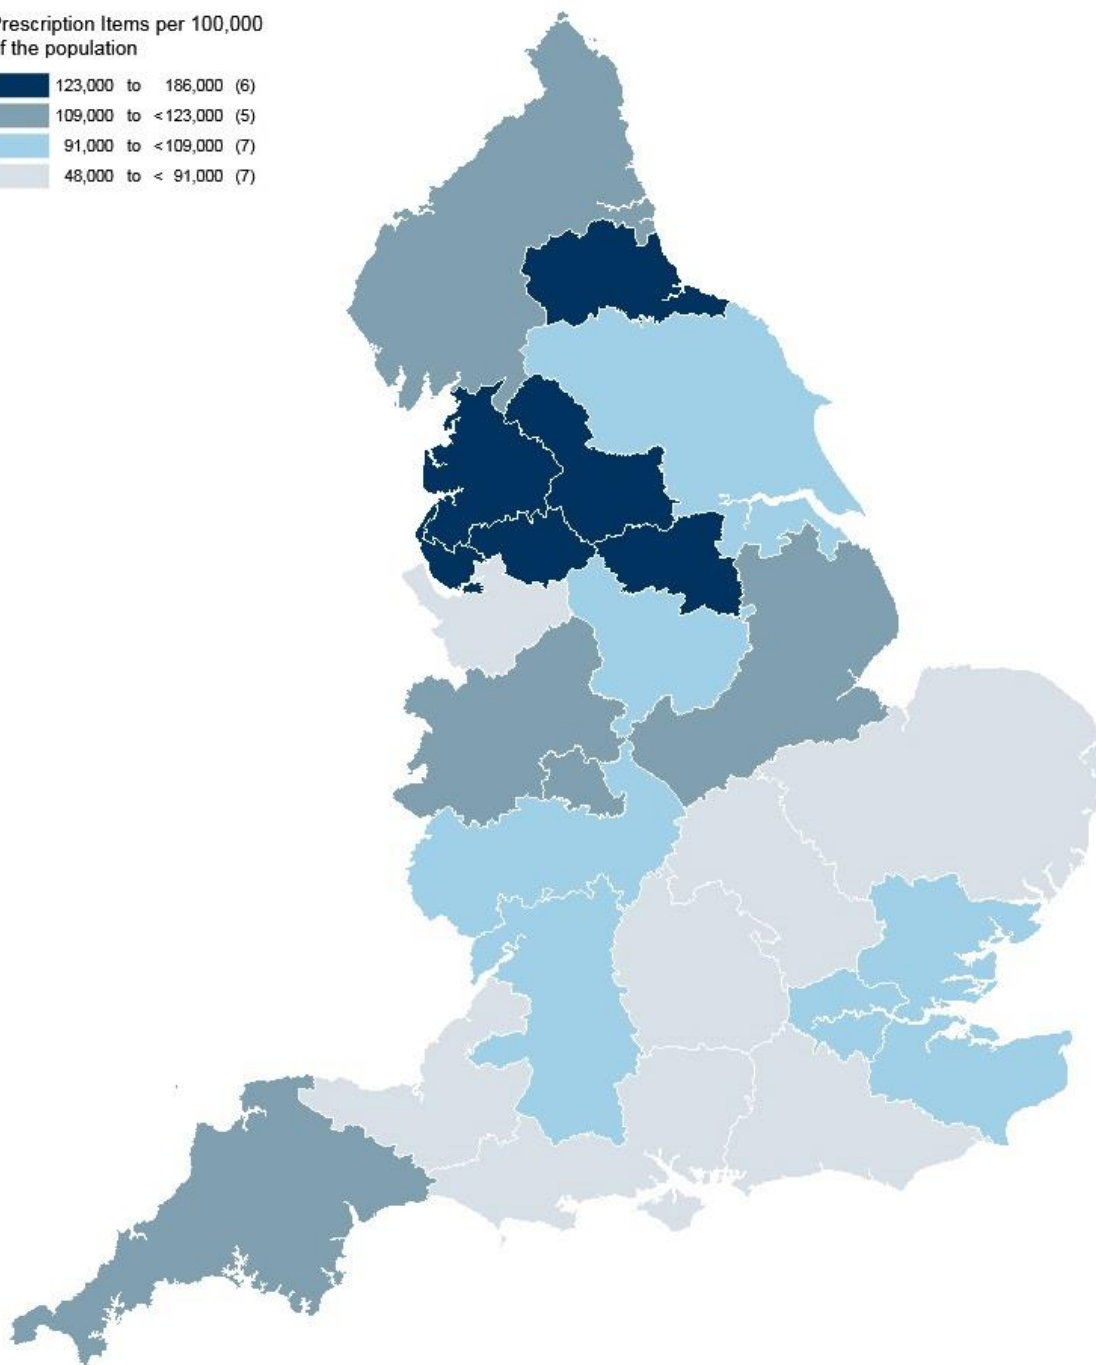 rescription Items per 100,000
f the population
123,000 to 186,000 (6)
109,000 to <123,000 (5)
91,000 to <109,000 (7)
48,000 to < 91,000 (7)